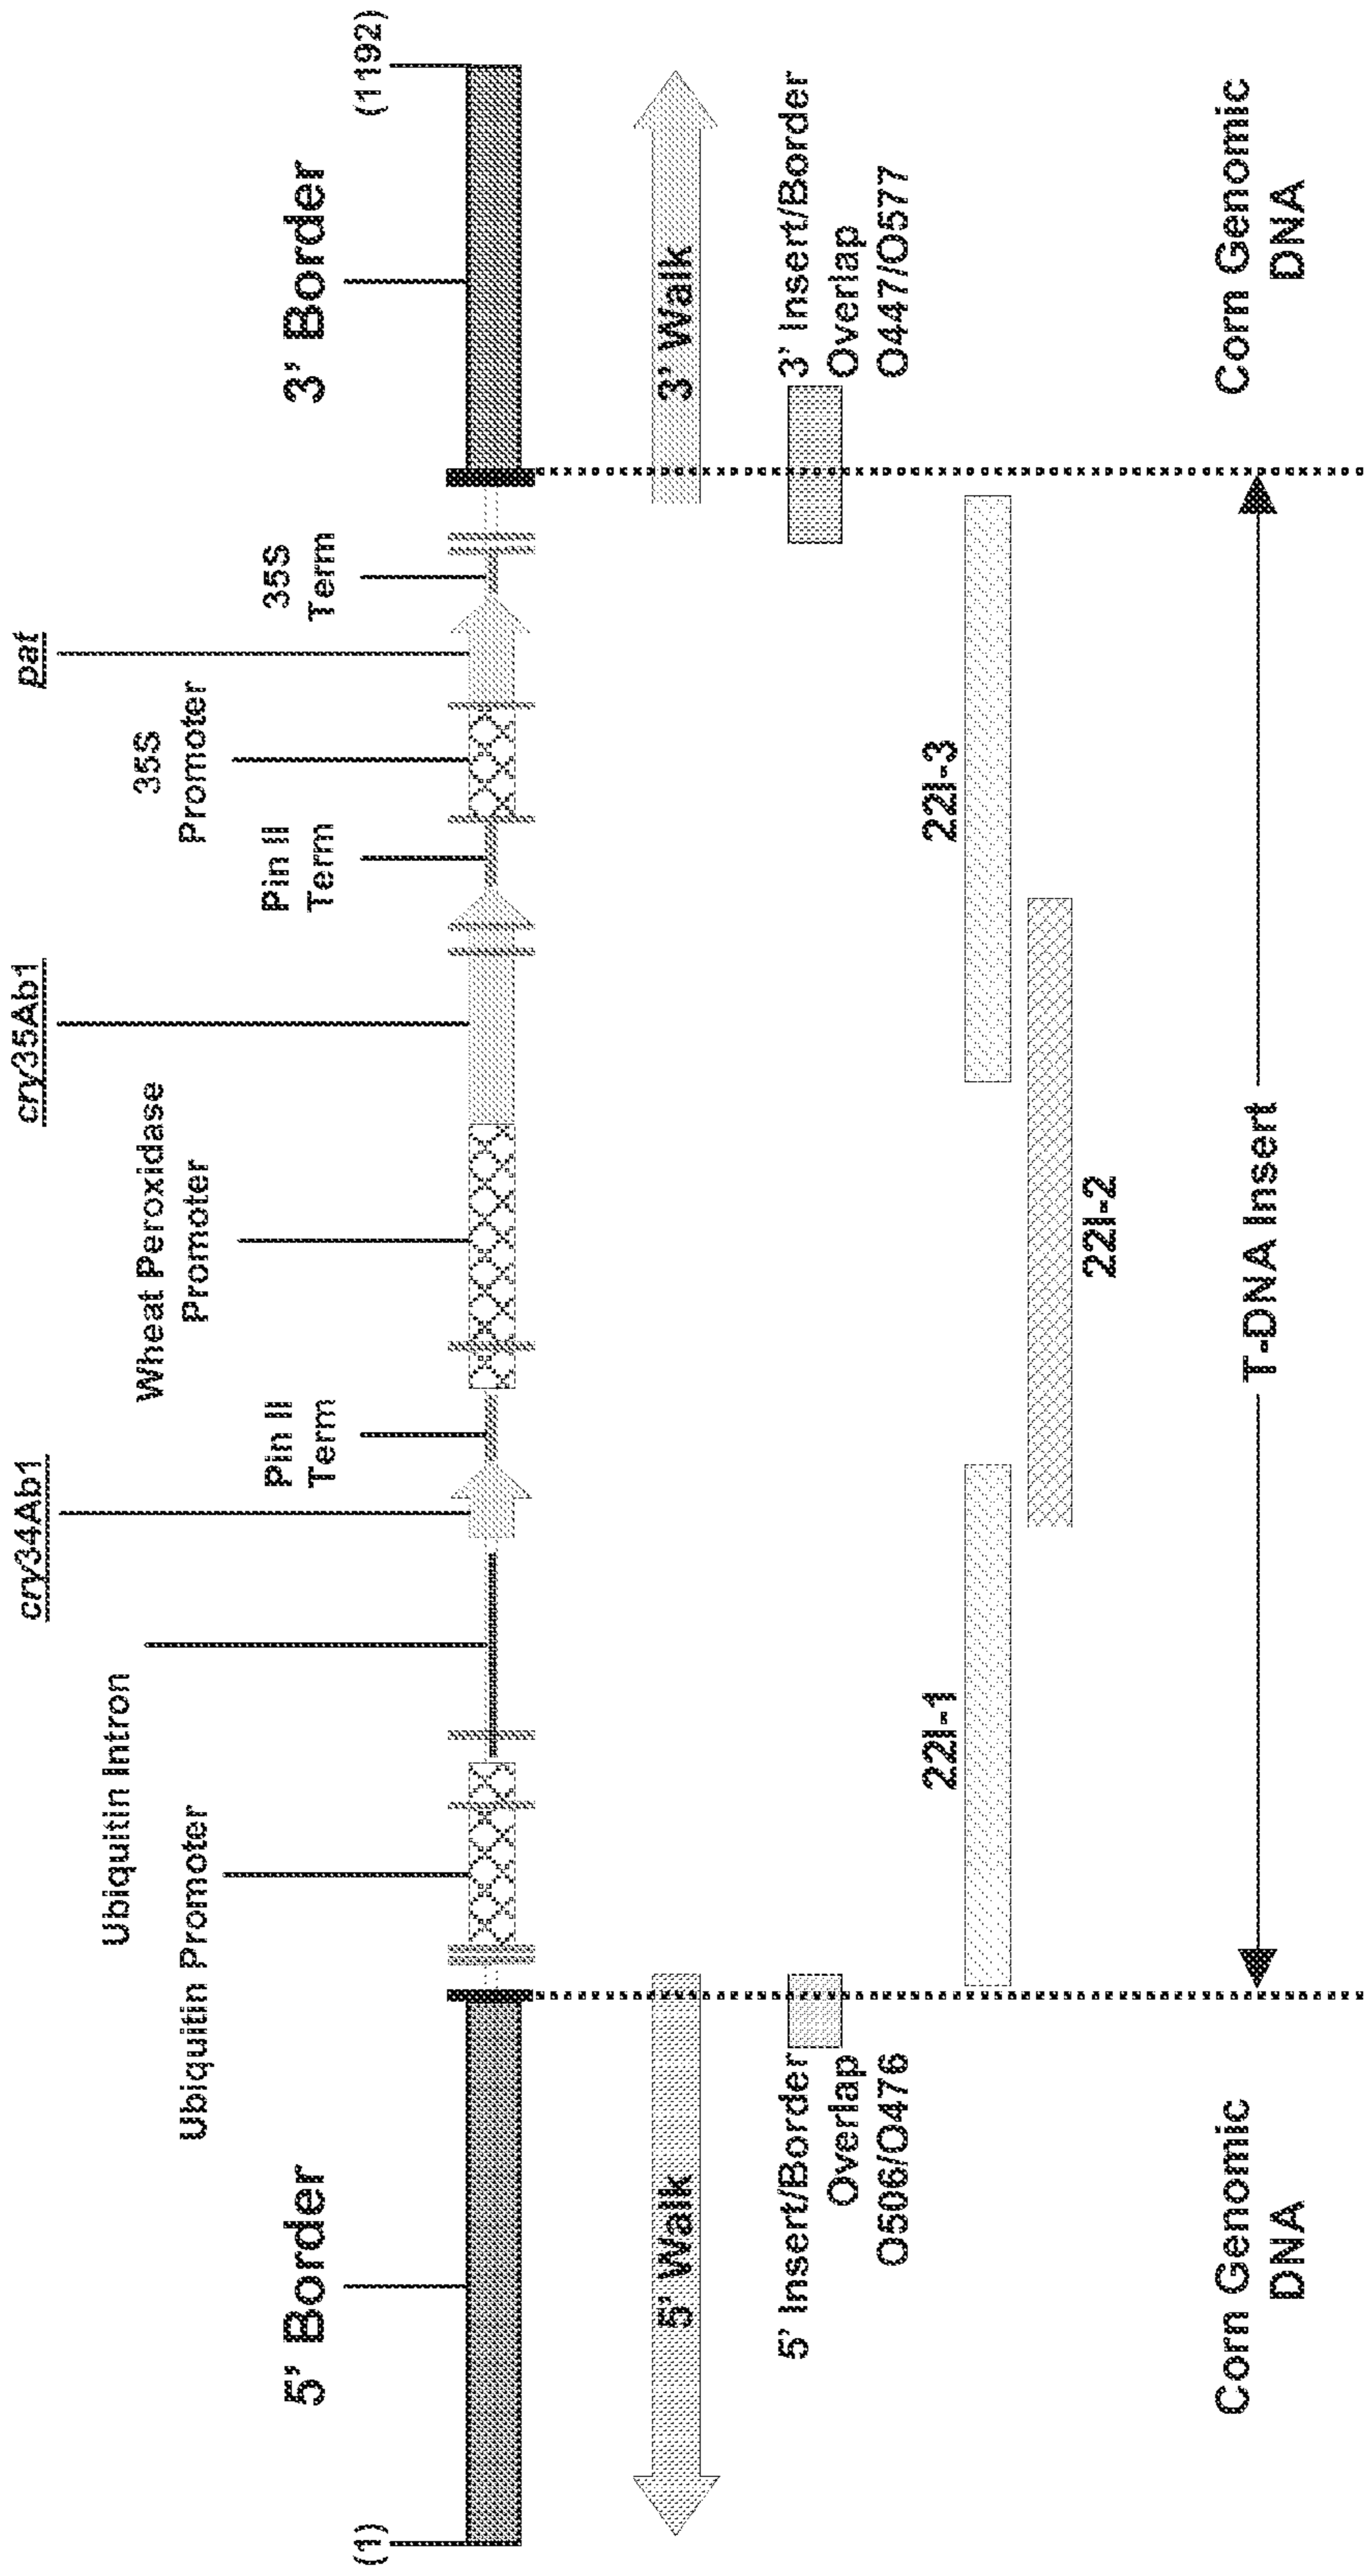 cry34Ab1
cry35Ab1
pat
Ubiquitin Intron
Ubiquitin Promoter
Wheat Peroxidase
Promoter
35S
Promoter
5' Border
Pin II
Term
Pin II
Term
35S
Term
3' Border
(1)
(1192)
5' Walk
3' Walk
5' Insert/Border
Overlap
O506/O476
3' Insert/Border
Overlap
O447/O577
22I-1
22I-3
22I-2
Corn Genomic
DNA
T-DNA Insert
Corn Genomic
DNA